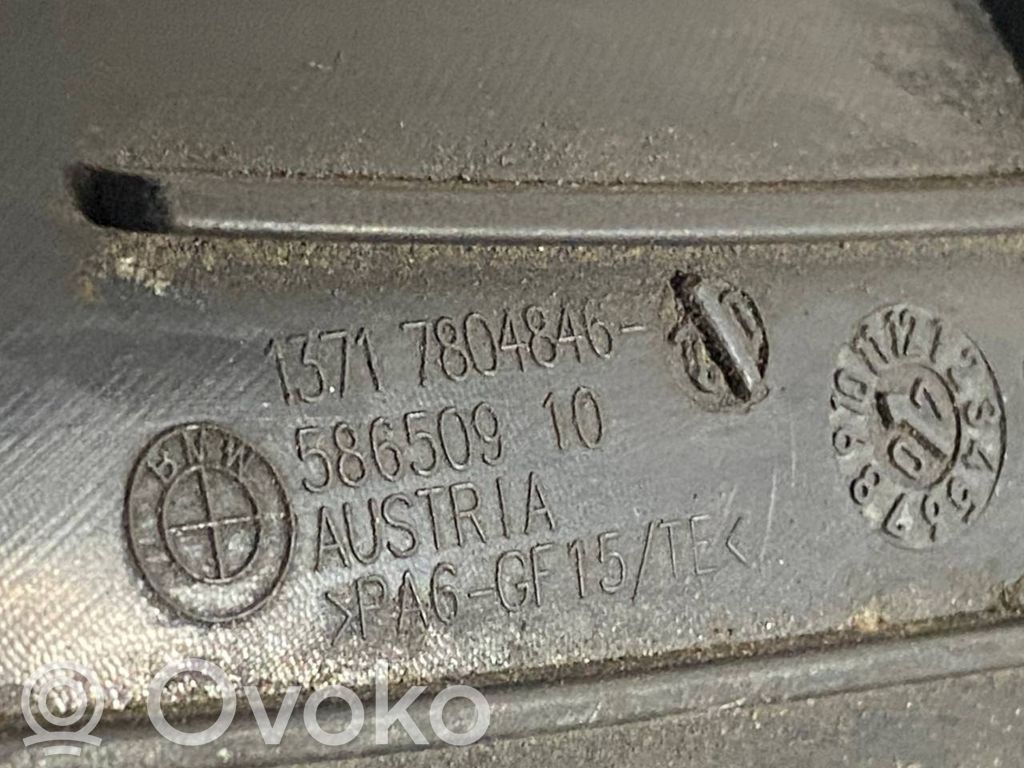 1371 7804846-
586509 10
AUSTRIA
>PA6-GF15/TE<
BMW
Ovoko